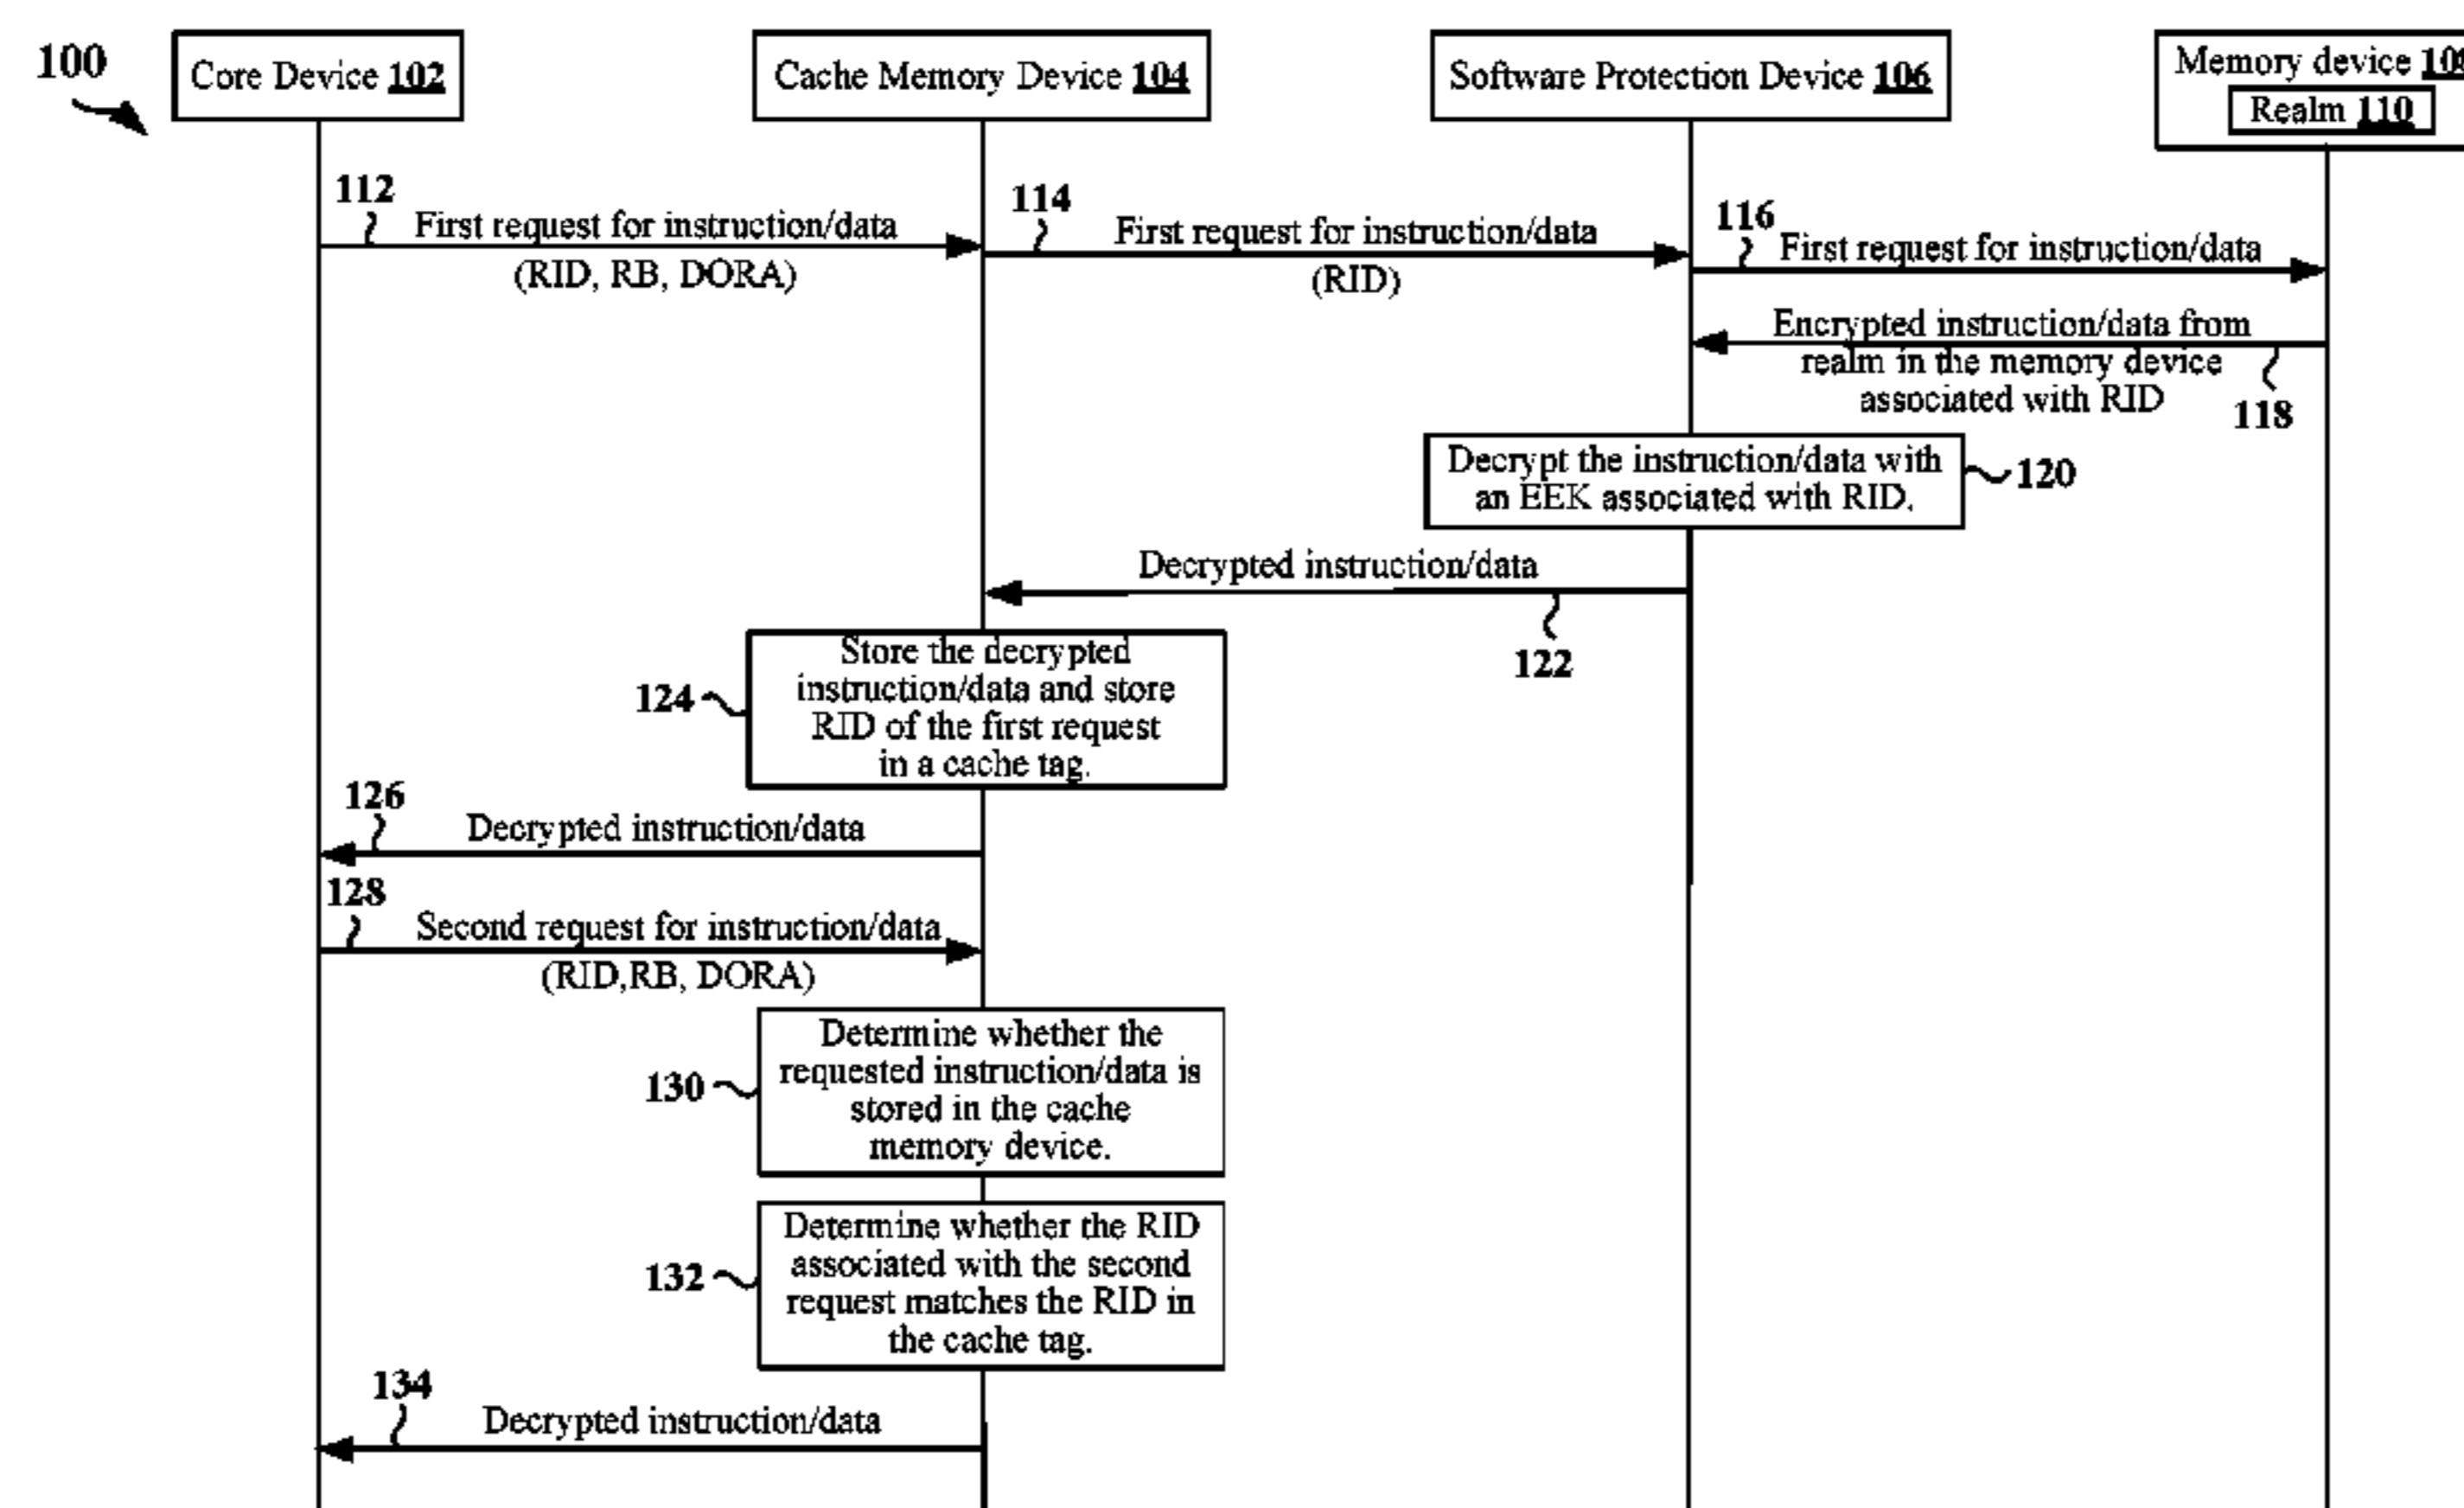 100
Core Device 102
Cache Memory Device 104
Software Protection Device 106
Memory device
Realm 110
112
First request for instruction/data
(RID, RB, DORA)
114
First request for instruction/data
(RID)
116
First request for instruction/data
Encrypted instruction/data from
realm in the memory device
associated with RID
118
Decrypt the instruction/data with
an EEK associated with RID.
120
Decrypted instruction/data
122
Store the decrypted
instruction/data and store
RID of the first request
in a cache tag.
124
126
Decrypted instruction/data
128
Second request for instruction/data
(RID,RB, DORA)
Determine whether the
requested instruction/data is
stored in the cache
memory device.
130
Determine whether the RID
associated with the second
request matches the RID in
the cache tag.
132
134
Decrypted instruction/data